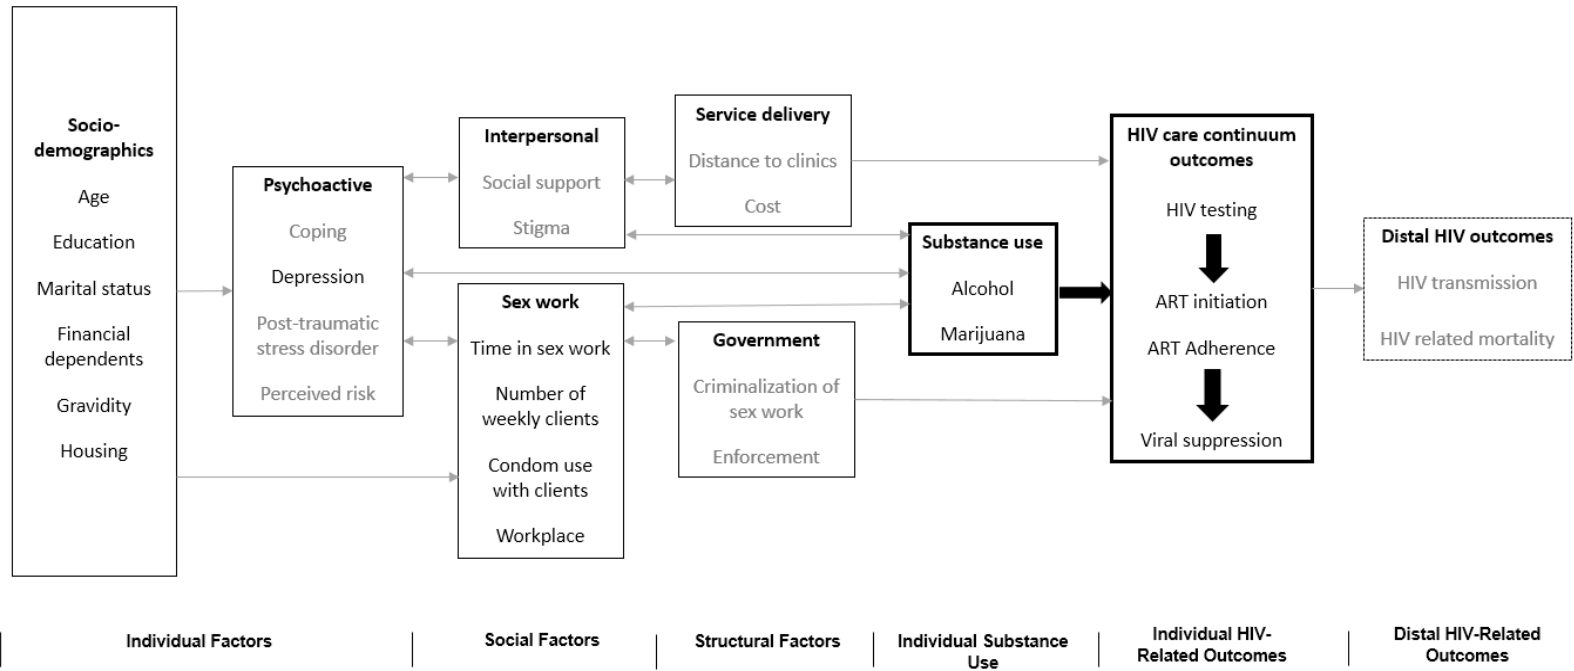 Socio-
demographics
Age
Education
Marital status
Financial
dependents
Gravidity
Housing
Psychoactive
Coping
Depression
Post-traumatic
stress disorder
Perceived risk
Interpersonal
Social support
Stigma
Sex work
Time in sex work
Number of
weekly clients
Condom use
with clients
Workplace
Service delivery
Distance to clinics
Cost
Government
Criminalization of
sex work
Enforcement
Substance use
Alcohol
Marijuana
HIV care continuum
outcomes
HIV testing
ART initiation
ART Adherence
Viral suppression
Distal HIV outcomes
HIV transmission
HIV related mortality
Individual Factors
Social Factors
Structural Factors
Individual Substance
Use
Individual HIV-
Related Outcomes
Distal HIV-Related
Outcomes